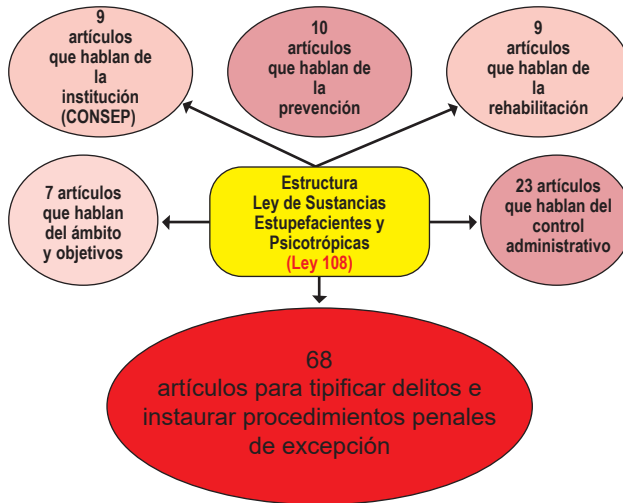 9
artículos
que hablan de
la
institución
(CONSEP)
10
artículos
que hablan de
la
prevención
9
artículos
que hablan de
la
rehabilitación
7 artículos
que hablan
del ámbito
y objetivos
Estructura
Ley de Sustancias
Estupefacientes y
Psicotrópicas
(Ley 108)
23 artículos
que hablan del
control
administrativo
68
artículos para tipificar delitos e
instaurar procedimientos penales
de excepción